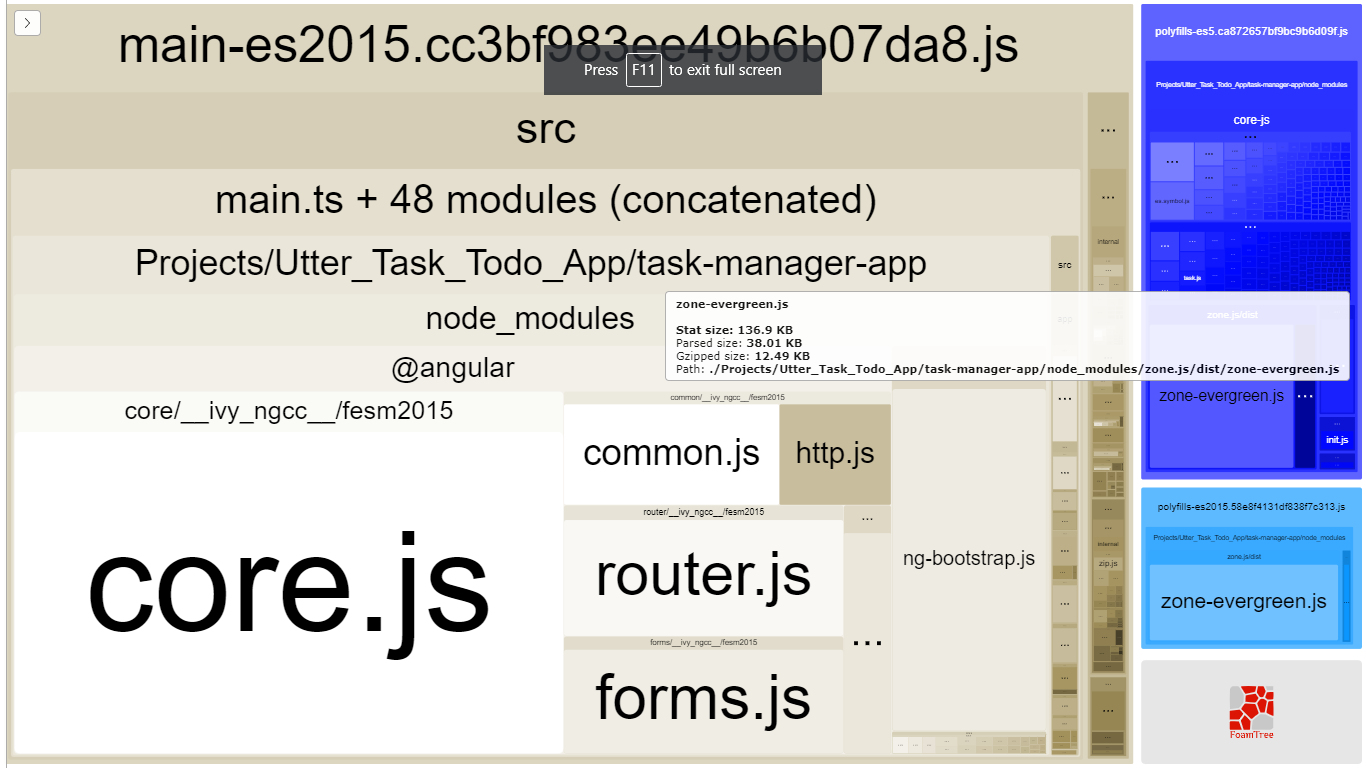 main-es2015.cc3bf983ee49b6b07da8.js
Press F11 to exit full screen
src
...
main.ts + 48 modules (concatenated)
...
Projects/Utter_Task_Todo_App/task-manager-app
src
internal
node_modules
@angular
core/__ivy_ngcc__/fesm2015
core.js
common/__ivy_ngcc__/fesm2015
common.js
http.js
router/__ivy_ngcc__/fesm2015
...
router.js
forms/__ivy_ngcc__/fesm2015
...
forms.js
ng-bootstrap.js
internal
zip.js
zone-evergreen.js
Stat size: 136.9 KB
Parsed size: 38.01 KB
Gzipped size: 12.49 KB
Path: ./Projects/Utter_Task_Todo_App/task-manager-app/node_modules/zone.js/dist/zone-evergreen.js
polyfills-es5.ca872657bf9bc9b6d09f.js
Projects/Utter_Task_Todo_App/task-manager-app/node_modules
core-js
...
es.symbol.js
...
task.js
zone.js/dist
zone-evergreen.js
...
init.js
polyfills-es2015.58e8f4131df838f7c313.js
Projects/Utter_Task_Todo_App/task-manager-app/node_modules
zone.js/dist
zone-evergreen.js
FoamTree